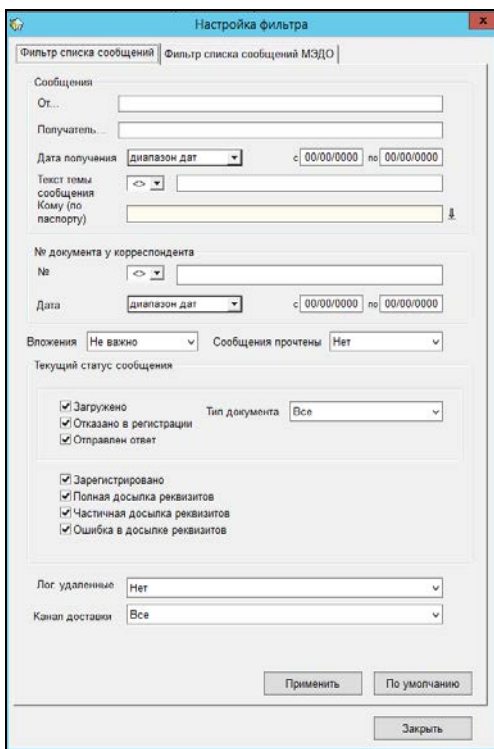 Настройка фильтра x
Фильтр списка сообщений Фильтр списка сообщений МЭДО
Сообщения
От...
Получатель...
Дата получения диапазон дат с 00/00/0000 по 00/00/0000
Текст темы сообщения <>
Кому (по паспорту)
№ документа у корреспондента
№ <>
Дата диапазон дат с 00/00/0000 по 00/00/0000
Вложения Не важно Сообщения прочтены Нет
Текущий статус сообщения
Загружено Тип документа Все
Отказано в регистрации
Отправлен ответ
Зарегистрировано
Полная досылка реквизитов
Частичная досылка реквизитов
Ошибка в досылке реквизитов
Лог. удаленные Нет
Канал доставки Все
Применить По умолчанию
Закрыть